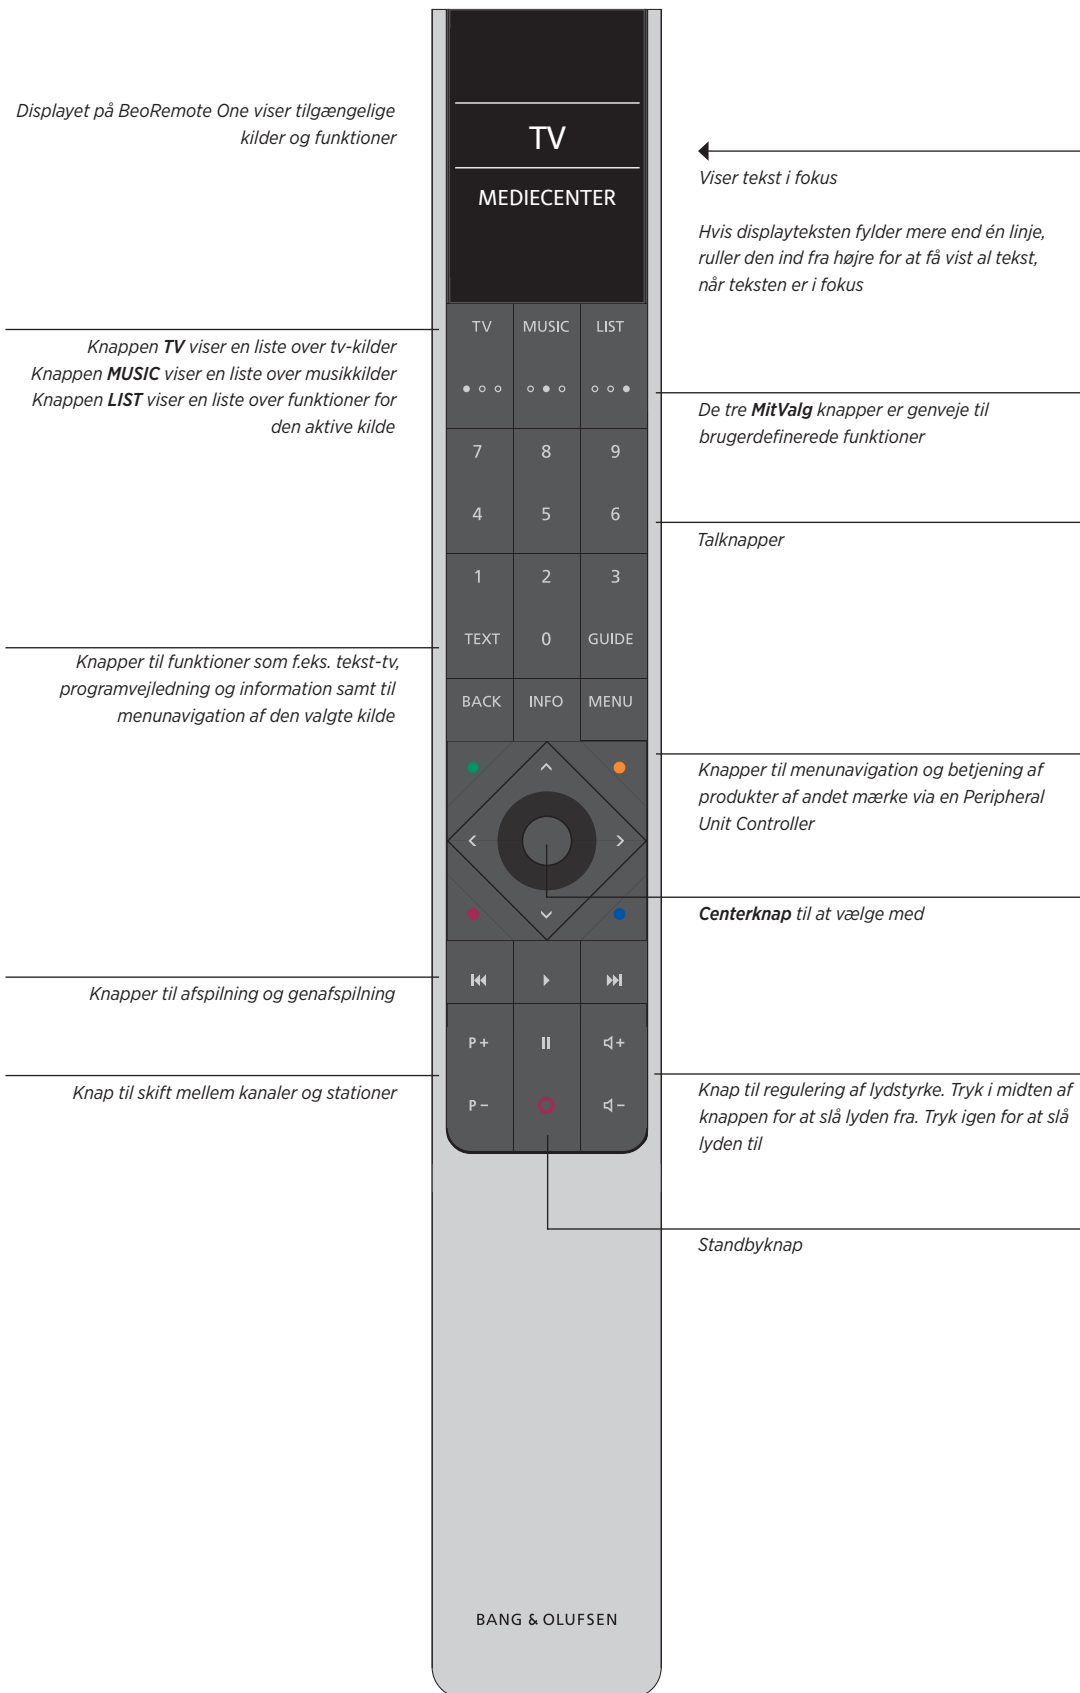 Displayet på BeoRemote One viser tilgængelige
kilder og funktioner
TV
MEDIECENTER
Viser tekst i fokus
Hvis displayteksten fylder mere end én linje,
ruller den ind fra højre for at få vist al tekst,
når teksten er i fokus
TV MUSIC LIST
Knappen TV viser en liste over tv-kilder
Knappen MUSIC viser en liste over musikkilder
Knappen LIST viser en liste over funktioner for
den aktive kilde
De tre MitValg knapper er genveje til
brugerdefinerede funktioner
7 8 9
4 5 6
Talknapper
1 2 3
TEXT 0 GUIDE
Knapper til funktioner som f.eks. tekst-tv,
programvejledning og information samt til
menunavigation af den valgte kilde
BACK INFO MENU
Knapper til menunavigation og betjening af
produkter af andet mærke via en Peripheral
Unit Controller
Centerknap til at vælge med
Knapper til afspilning og genafspilning
P + +
Knap til skift mellem kanaler og stationer
P – –
Knap til regulering af lydstyrke. Tryk i midten af
knappen for at slå lyden fra. Tryk igen for at slå
lyden til
Standbyknap
BANG & OLUFSEN